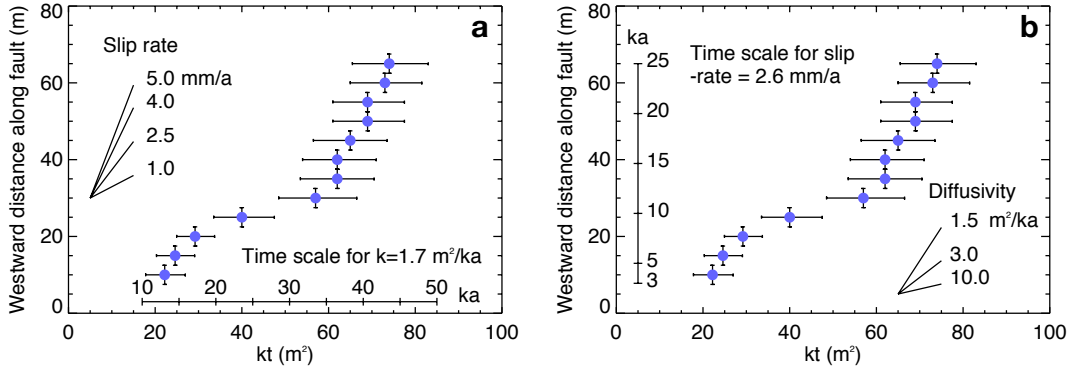 80
60
40
20
0
Westward distance along fault (m)
a
Slip rate
5.0 mm/a
4.0
2.5
1.0
Time scale for k=1.7 m²/ka
10 20 30 40 50
ka
0 20 40 60 80 100
kt (m²)
80
60
40
20
0
Westward distance along fault (m)
b
ka
25
20
15
10
5
3
Time scale for slip
-rate = 2.6 mm/a
Diffusivity
1.5 m²/ka
3.0
10.0
0 20 40 60 80 100
kt (m²)